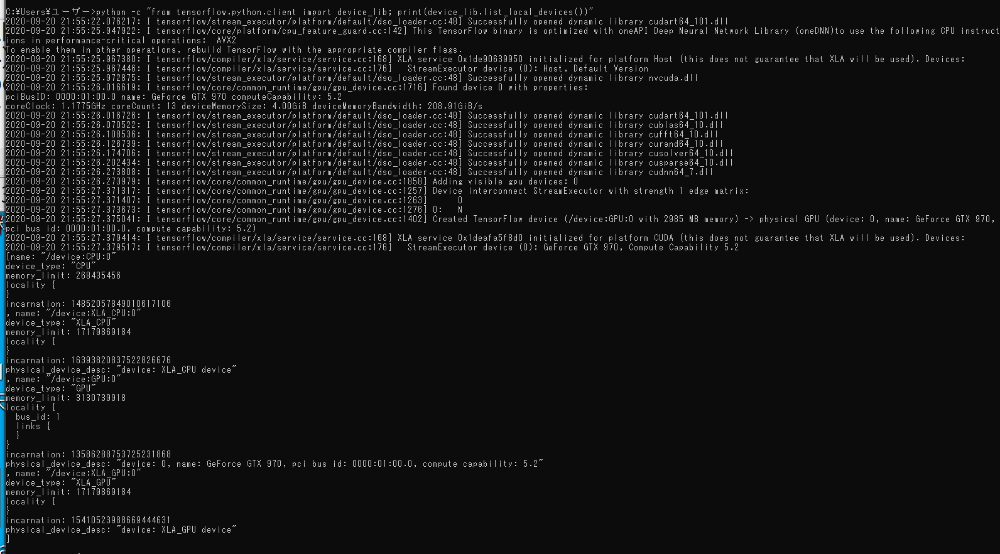 C:¥Users¥ユーザー>python -c "from tensorflow.python.client import device_lib; print(device_lib.list_local_devices())"
2020-09-20 21:55:22.076217: I tensorflow/stream_executor/platform/default/dso_loader.cc:48] Successfully opened dynamic library cudart64_101.dll
2020-09-20 21:55:25.947922: I tensorflow/core/platform/cpu_feature_guard.cc:142] This TensorFlow binary is optimized with oneAPI Deep Neural Network Library (oneDNN)to use the following CPU instruct
ions in performance-critical operations:  AVX2
To enable them in other operations, rebuild TensorFlow with the appropriate compiler flags.
2020-09-20 21:55:25.967380: I tensorflow/compiler/xla/service/service.cc:168] XLA service 0x1de90639950 initialized for platform Host (this does not guarantee that XLA will be used). Devices:
2020-09-20 21:55:25.967446: I tensorflow/compiler/xla/service/service.cc:176]   StreamExecutor device (0): Host, Default Version
2020-09-20 21:55:25.972875: I tensorflow/stream_executor/platform/default/dso_loader.cc:48] Successfully opened dynamic library nvcuda.dll
2020-09-20 21:55:26.016619: I tensorflow/core/common_runtime/gpu/gpu_device.cc:1716] Found device 0 with properties:
pciBusID: 0000:01:00.0 name: GeForce GTX 970 computeCapability: 5.2
coreClock: 1.1775GHz coreCount: 13 deviceMemorySize: 4.00GiB deviceMemoryBandwidth: 208.91GiB/s
2020-09-20 21:55:26.016726: I tensorflow/stream_executor/platform/default/dso_loader.cc:48] Successfully opened dynamic library cudart64_101.dll
2020-09-20 21:55:26.070522: I tensorflow/stream_executor/platform/default/dso_loader.cc:48] Successfully opened dynamic library cublas64_10.dll
2020-09-20 21:55:26.108536: I tensorflow/stream_executor/platform/default/dso_loader.cc:48] Successfully opened dynamic library cufft64_10.dll
2020-09-20 21:55:26.126739: I tensorflow/stream_executor/platform/default/dso_loader.cc:48] Successfully opened dynamic library curand64_10.dll
2020-09-20 21:55:26.174706: I tensorflow/stream_executor/platform/default/dso_loader.cc:48] Successfully opened dynamic library cusolver64_10.dll
2020-09-20 21:55:26.202434: I tensorflow/stream_executor/platform/default/dso_loader.cc:48] Successfully opened dynamic library cusparse64_10.dll
2020-09-20 21:55:26.273808: I tensorflow/stream_executor/platform/default/dso_loader.cc:48] Successfully opened dynamic library cudnn64_7.dll
2020-09-20 21:55:26.273979: I tensorflow/core/common_runtime/gpu/gpu_device.cc:1858] Adding visible gpu devices: 0
2020-09-20 21:55:27.371317: I tensorflow/core/common_runtime/gpu/gpu_device.cc:1257] Device interconnect StreamExecutor with strength 1 edge matrix:
2020-09-20 21:55:27.371407: I tensorflow/core/common_runtime/gpu/gpu_device.cc:1263]      0
2020-09-20 21:55:27.373673: I tensorflow/core/common_runtime/gpu/gpu_device.cc:1276] 0:   N
2020-09-20 21:55:27.375041: I tensorflow/core/common_runtime/gpu/gpu_device.cc:1402] Created TensorFlow device (/device:GPU:0 with 2985 MB memory) -> physical GPU (device: 0, name: GeForce GTX 970,
pci bus id: 0000:01:00.0, compute capability: 5.2)
2020-09-20 21:55:27.379414: I tensorflow/compiler/xla/service/service.cc:168] XLA service 0x1deafa5f8d0 initialized for platform CUDA (this does not guarantee that XLA will be used). Devices:
2020-09-20 21:55:27.379517: I tensorflow/compiler/xla/service/service.cc:176]   StreamExecutor device (0): GeForce GTX 970, Compute Capability 5.2
[name: "/device:CPU:0"
device_type: "CPU"
memory_limit: 268435456
locality {
}
incarnation: 14852057849010617106
, name: "/device:XLA_CPU:0"
device_type: "XLA_CPU"
memory_limit: 17179869184
locality {
}
incarnation: 16393820837522826676
physical_device_desc: "device: XLA_CPU device"
, name: "/device:GPU:0"
device_type: "GPU"
memory_limit: 3130739918
locality {
  bus_id: 1
  links {
  }
}
incarnation: 13586288753725231868
physical_device_desc: "device: 0, name: GeForce GTX 970, pci bus id: 0000:01:00.0, compute capability: 5.2"
, name: "/device:XLA_GPU:0"
device_type: "XLA_GPU"
memory_limit: 17179869184
locality {
}
incarnation: 15410523988669444631
physical_device_desc: "device: XLA_GPU device"
]